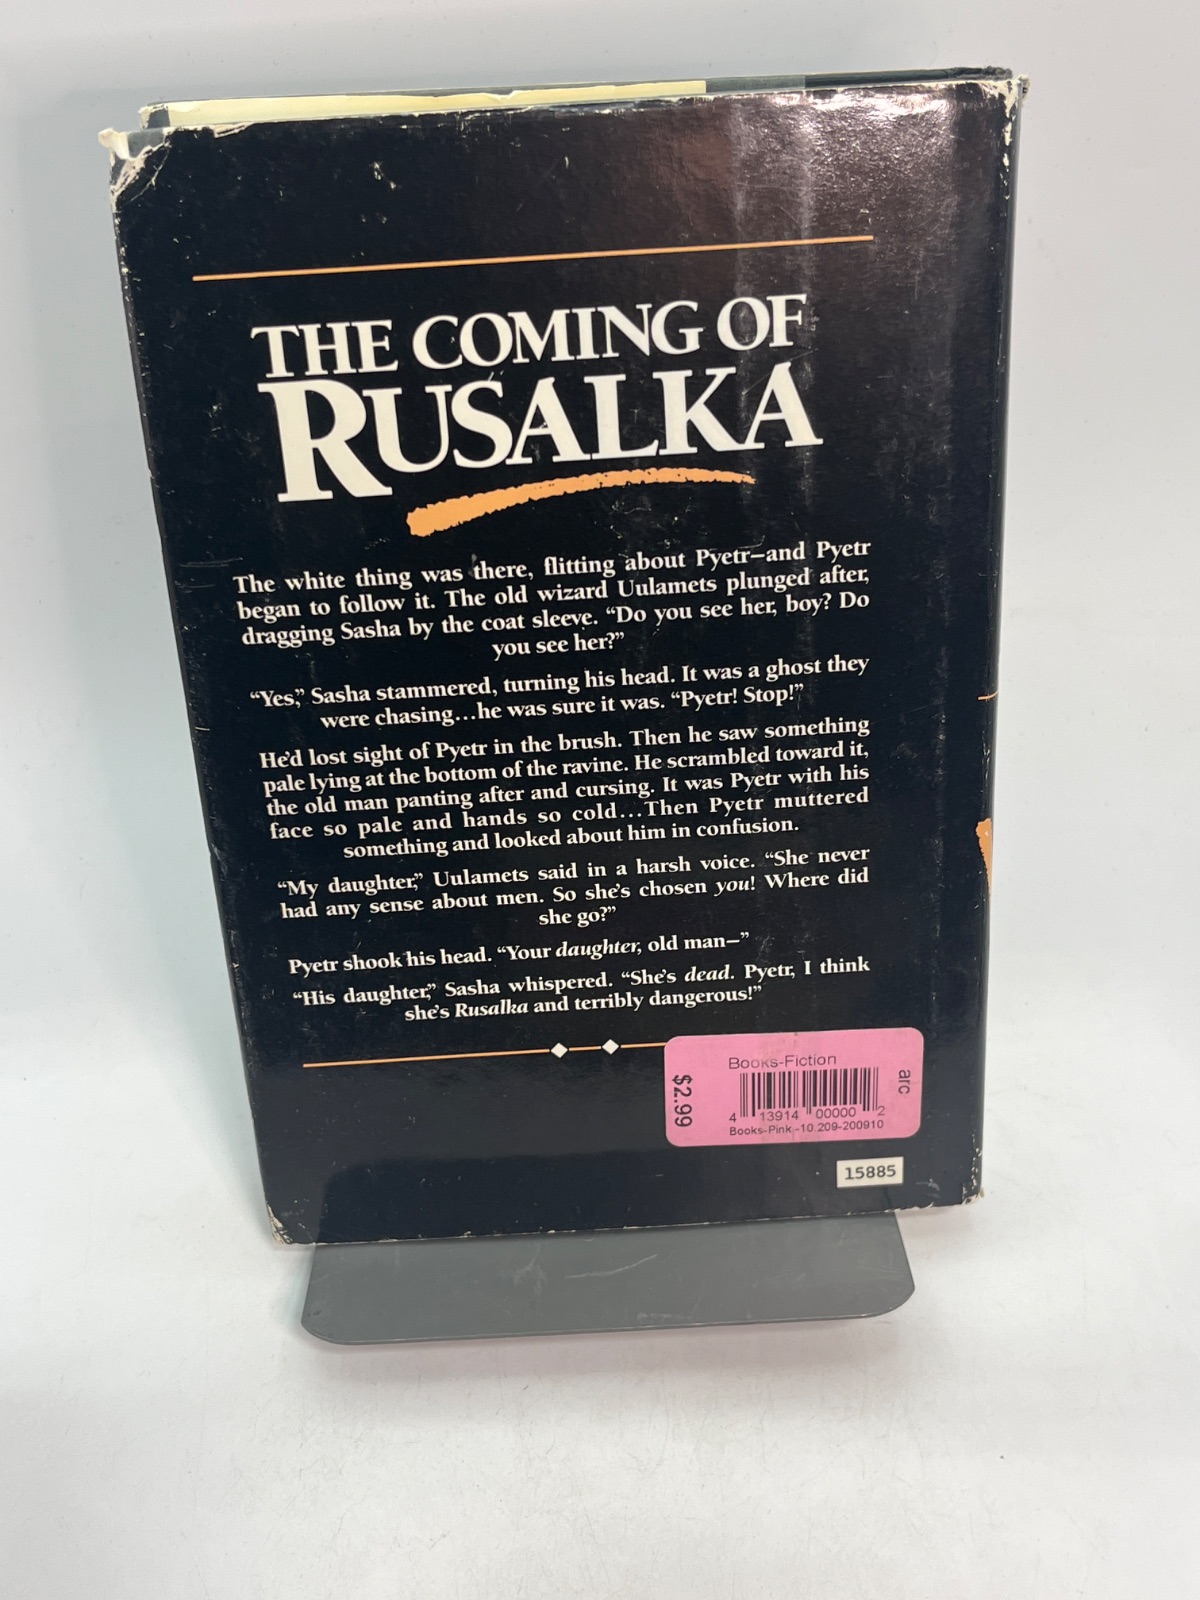 THE COMING OF
RUSALKA
The white thing was there, flitting about Pyetr—and Pyetr
began to follow it. The old wizard Uulamets plunged after,
dragging Sasha by the coat sleeve. “Do you see her, boy? Do
you see her?”
“Yes,” Sasha stammered, turning his head. It was a ghost they
were chasing...he was sure it was. “Pyetr! Stop!”
He’d lost sight of Pyetr in the brush. Then he saw something
pale lying at the bottom of the ravine. He scrambled toward it,
the old man panting after and cursing. It was Pyetr with his
face so pale and hands so cold...Then Pyetr muttered
something and looked about him in confusion.
“My daughter,” Uulamets said in a harsh voice. “She never
had any sense about men. So she’s chosen you! Where did
she go?”
Pyetr shook his head. “Your daughter, old man—”
“His daughter,” Sasha whispered. “She’s dead. Pyetr, I think
she’s Rusalka and terribly dangerous!”
Books-Fiction
$2.99
arc
4 13914 00000 2
Books-Pink -10.209-200910
15885